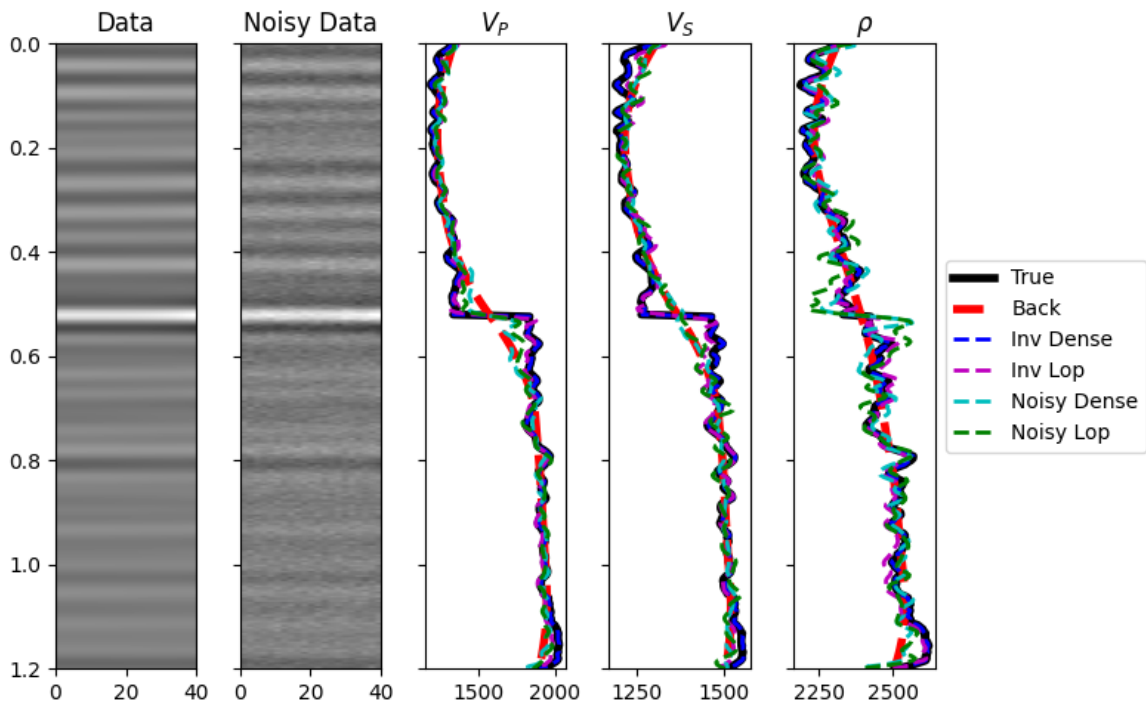 Data
Noisy Data
V_P
V_S
ρ
0.0
0.2
0.4
0.6
0.8
1.0
1.2
0 20 40
0 20 40
1500 2000
1250 1500
2250 2500
True
Back
Inv Dense
Inv Lop
Noisy Dense
Noisy Lop